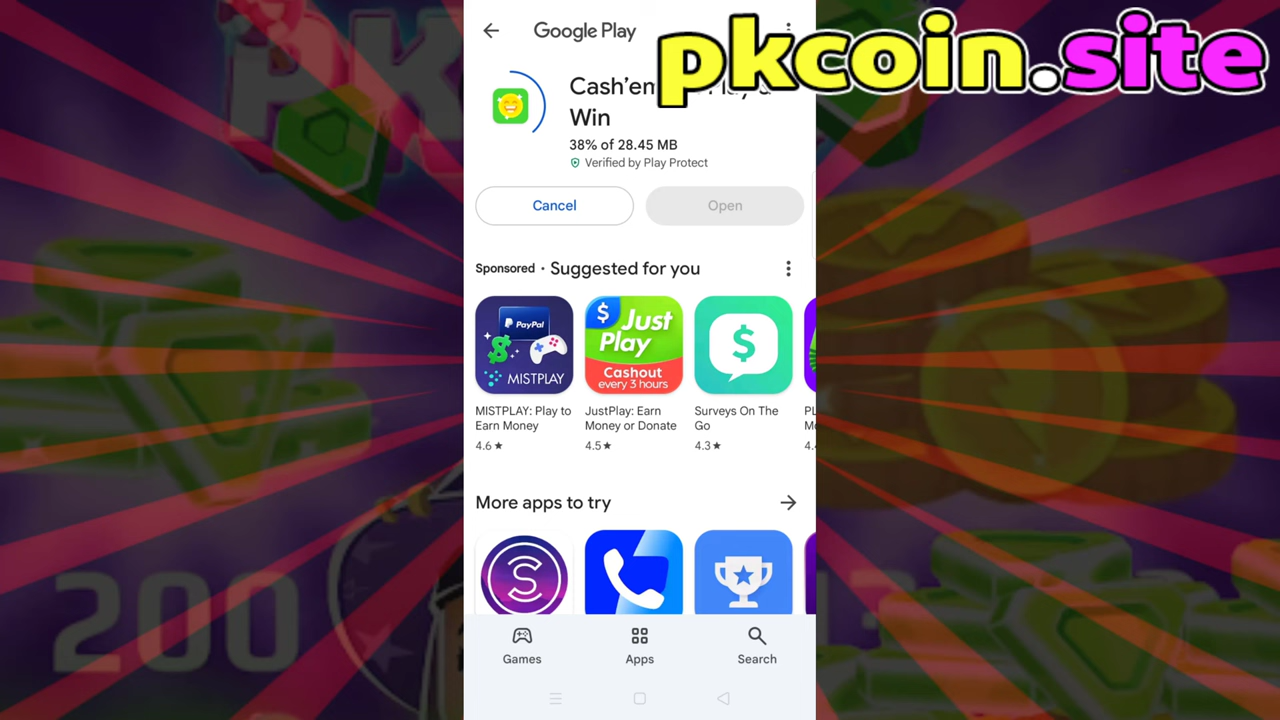 Google Play
pkcoin.site
Cash'em
Win
38% of 28.45 MB
Verified by Play Protect
Cancel
Open
Sponsored · Suggested for you
PayPal
MISTPLAY
$ Just
Play
Cashout
every 3 hours
$
MISTPLAY: Play to
Earn Money
4.6★
JustPlay: Earn
Money or Donate
4.5★
Surveys On The
Go
4.3★
More apps to try
S
Games
Apps
Search
200